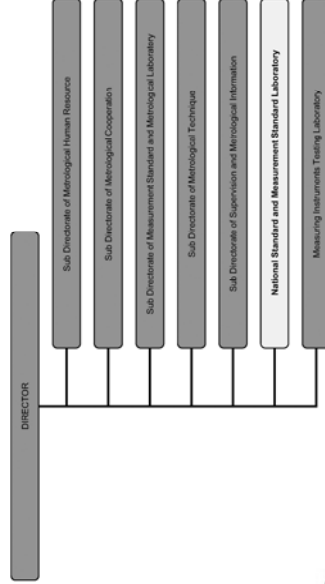 DIRECTOR
Sub Directorate of Metrological Human Resource
Sub Directorate of Metrological Cooperation
Sub Directorate of Measurement Standard and Metrological Laboratory
Sub Directorate of Metrological Technique
Sub Directorate of Supervision and Metrological Information
National Standard and Measurement Standard Laboratory
Measuring Instruments Testing Laboratory